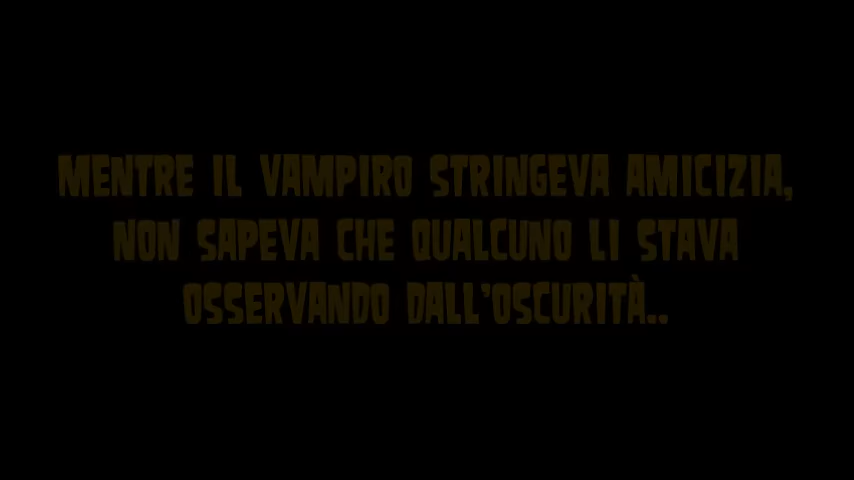 MENTRE IL VAMPIRO STRINGEVA AMICIZIA,
NON SAPEVA CHE QUALCUNO LI STAVA
OSSERVANDO DALL'OSCURITÀ..